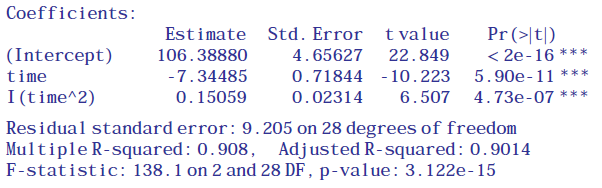 Coefficients:
Estimate Std. Error t value Pr(>|t|)
(Intercept) 106.38880 4.65627 22.849 < 2e-16 ***
time -7.34485 0.71844 -10.223 5.90e-11 ***
I(time^2) 0.15059 0.02314 6.507 4.73e-07 ***
Residual standard error: 9.205 on 28 degrees of freedom
Multiple R-squared: 0.908, Adjusted R-squared: 0.9014
F-statistic: 138.1 on 2 and 28 DF, p-value: 3.122e-15